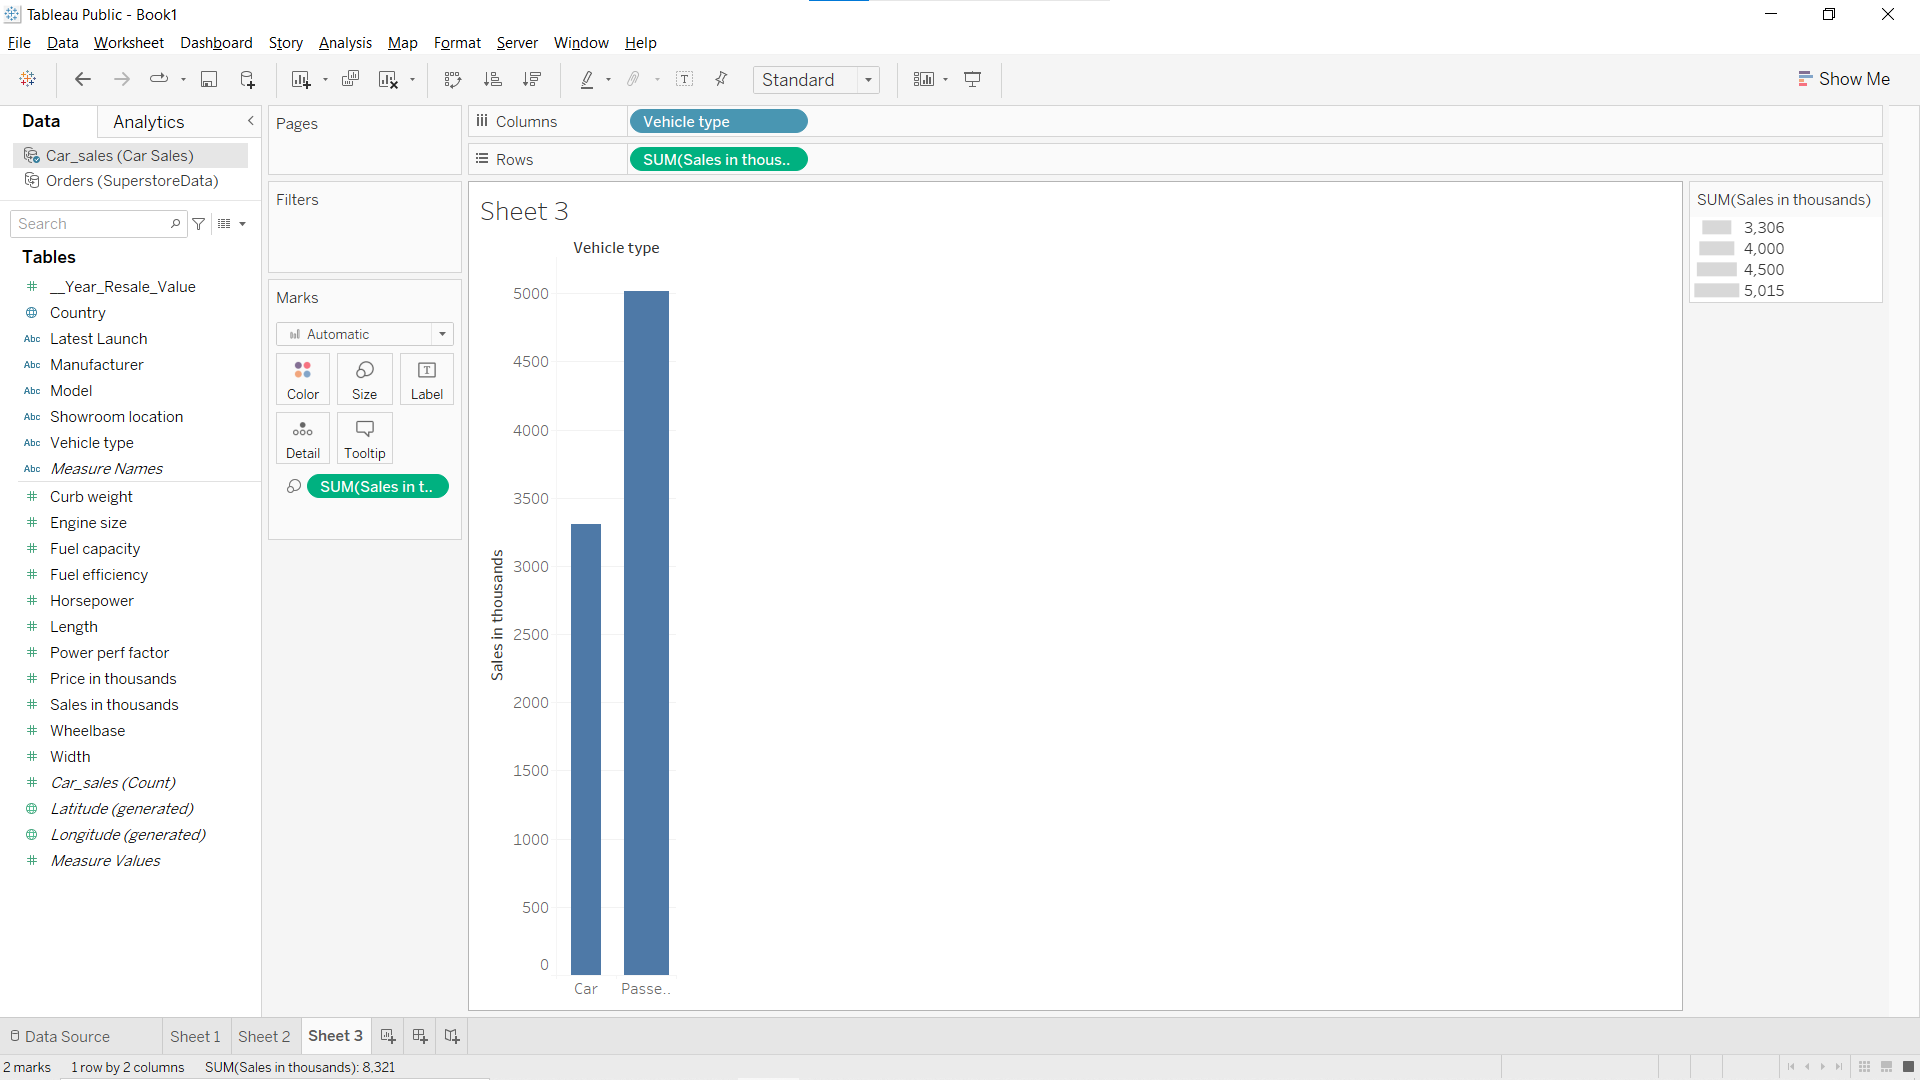 Tableau Public - Book1
File Data Worksheet Dashboard Story Analysis Map Format Server Window Help
Standard
Show Me
Data
Analytics
Car_sales (Car Sales)
Orders (SuperstoreData)
Search
Tables
__Year_Resale_Value
Country
Abc Latest Launch
Abc Manufacturer
Abc Model
Abc Showroom location
Abc Vehicle type
Abc Measure Names
Curb weight
Engine size
Fuel capacity
Fuel efficiency
Horsepower
Length
Power perf factor
Price in thousands
Sales in thousands
Wheelbase
Width
Car_sales (Count)
Latitude (generated)
Longitude (generated)
Measure Values
Pages
Filters
Marks
Automatic
Color Size Label
Detail Tooltip
SUM(Sales in t..
Columns Vehicle type
Rows SUM(Sales in thous..
Sheet 3
Vehicle type
5000
4500
4000
3500
3000
2500
2000
1500
1000
500
0
Sales in thousands
Car Passe..
SUM(Sales in thousands)
3,306
4,000
4,500
5,015
Data Source Sheet 1 Sheet 2 Sheet 3
2 marks 1 row by 2 columns SUM(Sales in thousands): 8,321